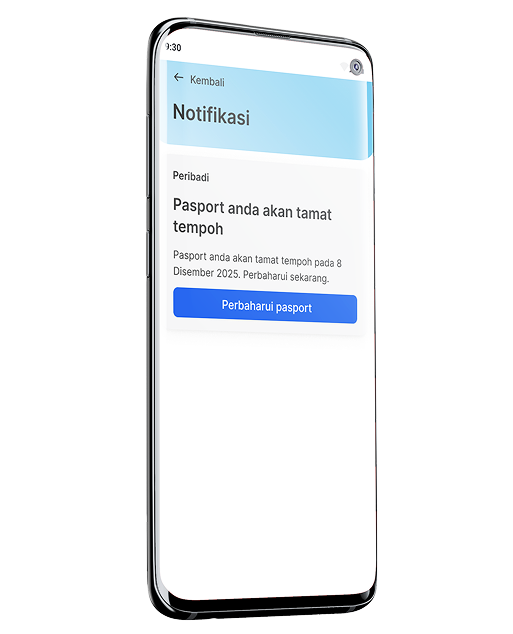 9:30
Kembali
Notifikasi
Peribadi
Pasport anda akan tamat
tempoh
Pasport anda akan tamat tempoh pada 8
Disember 2025. Perbaharui sekarang.
Perbaharui pasport